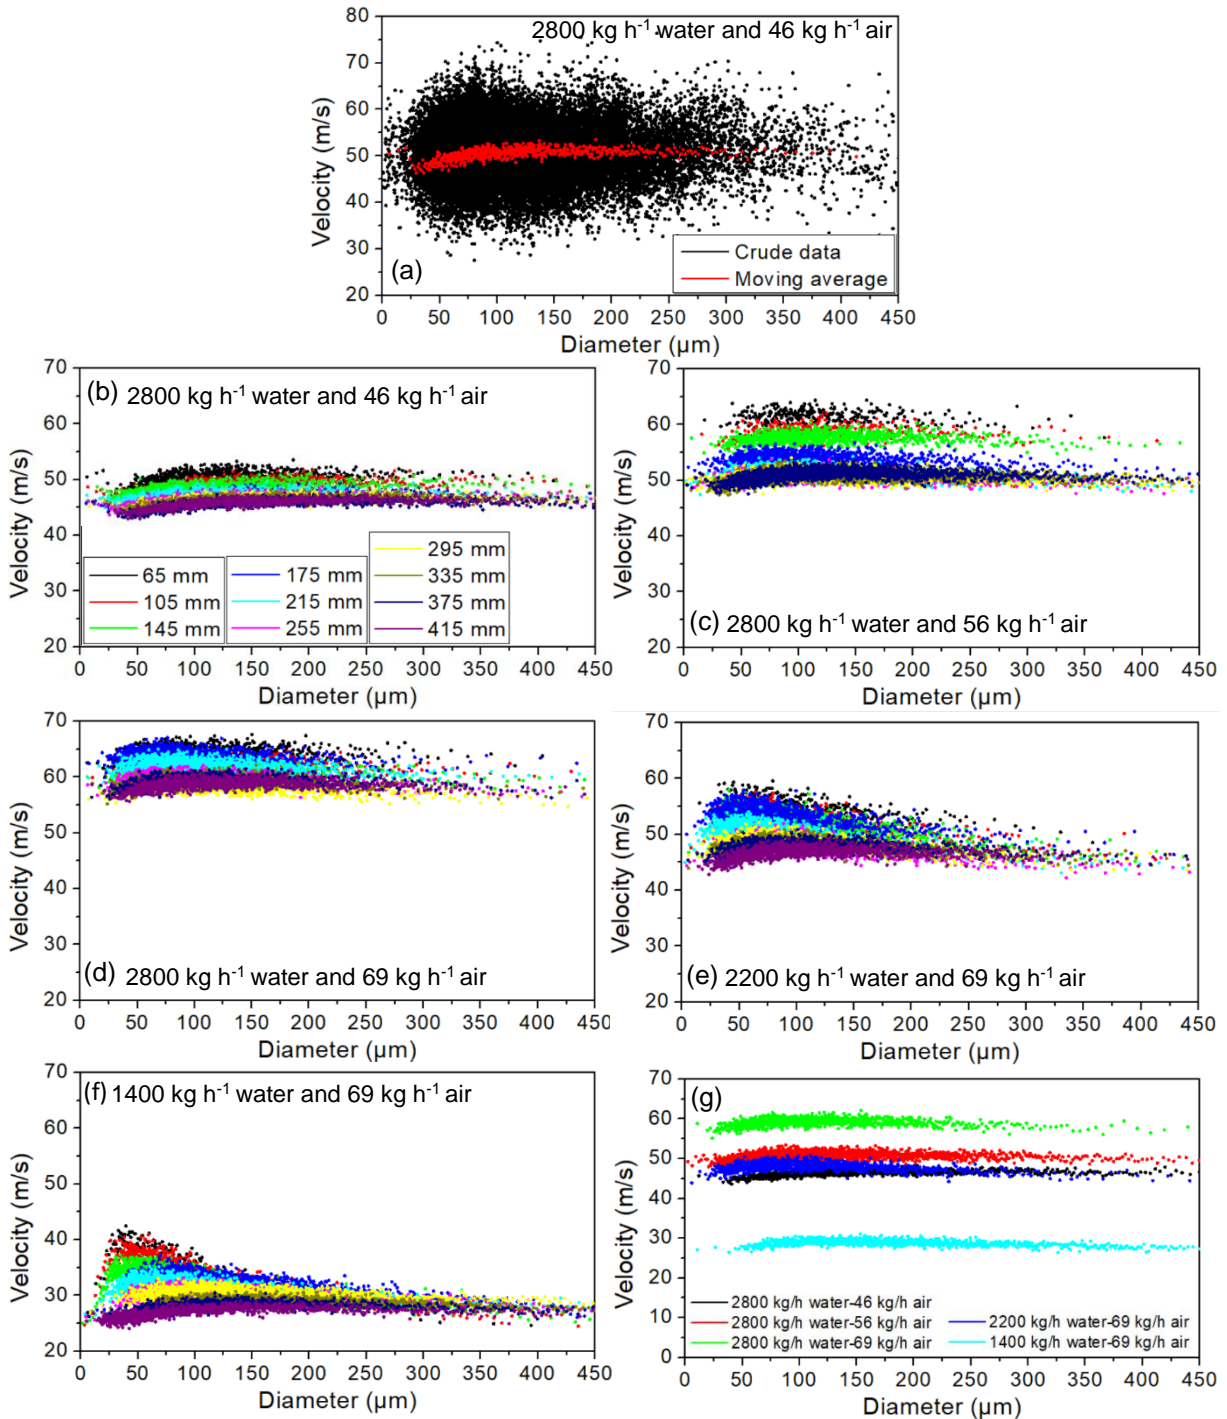 2800 kg h⁻¹ water and 46 kg h⁻¹ air
80
70
60
50
40
30
20
Velocity (m/s)
(a)
Crude data
Moving average
0 50 100 150 200 250 300 350 400 450
Diameter (µm)
(b) 2800 kg h⁻¹ water and 46 kg h⁻¹ air
70
60
50
40
30
20
Velocity (m/s)
65 mm
105 mm
145 mm
175 mm
215 mm
255 mm
295 mm
335 mm
375 mm
415 mm
0 50 100 150 200 250 300 350 400 450
Diameter (µm)
70
60
50
40
30
20
Velocity (m/s)
(c) 2800 kg h⁻¹ water and 56 kg h⁻¹ air
0 50 100 150 200 250 300 350 400 450
Diameter (µm)
70
60
50
40
30
20
Velocity (m/s)
(d) 2800 kg h⁻¹ water and 69 kg h⁻¹ air
0 50 100 150 200 250 300 350 400 450
Diameter (µm)
70
60
50
40
30
20
Velocity (m/s)
(e) 2200 kg h⁻¹ water and 69 kg h⁻¹ air
0 50 100 150 200 250 300 350 400 450
Diameter (µm)
(f) 1400 kg h⁻¹ water and 69 kg h⁻¹ air
70
60
50
40
30
20
Velocity (m/s)
0 50 100 150 200 250 300 350 400 450
Diameter (µm)
(g)
70
60
50
40
30
20
10
0
Velocity (m/s)
2800 kg/h water-46 kg/h air
2800 kg/h water-56 kg/h air
2800 kg/h water-69 kg/h air
2200 kg/h water-69 kg/h air
1400 kg/h water-69 kg/h air
0 50 100 150 200 250 300 350 400 450
Diameter (µm)